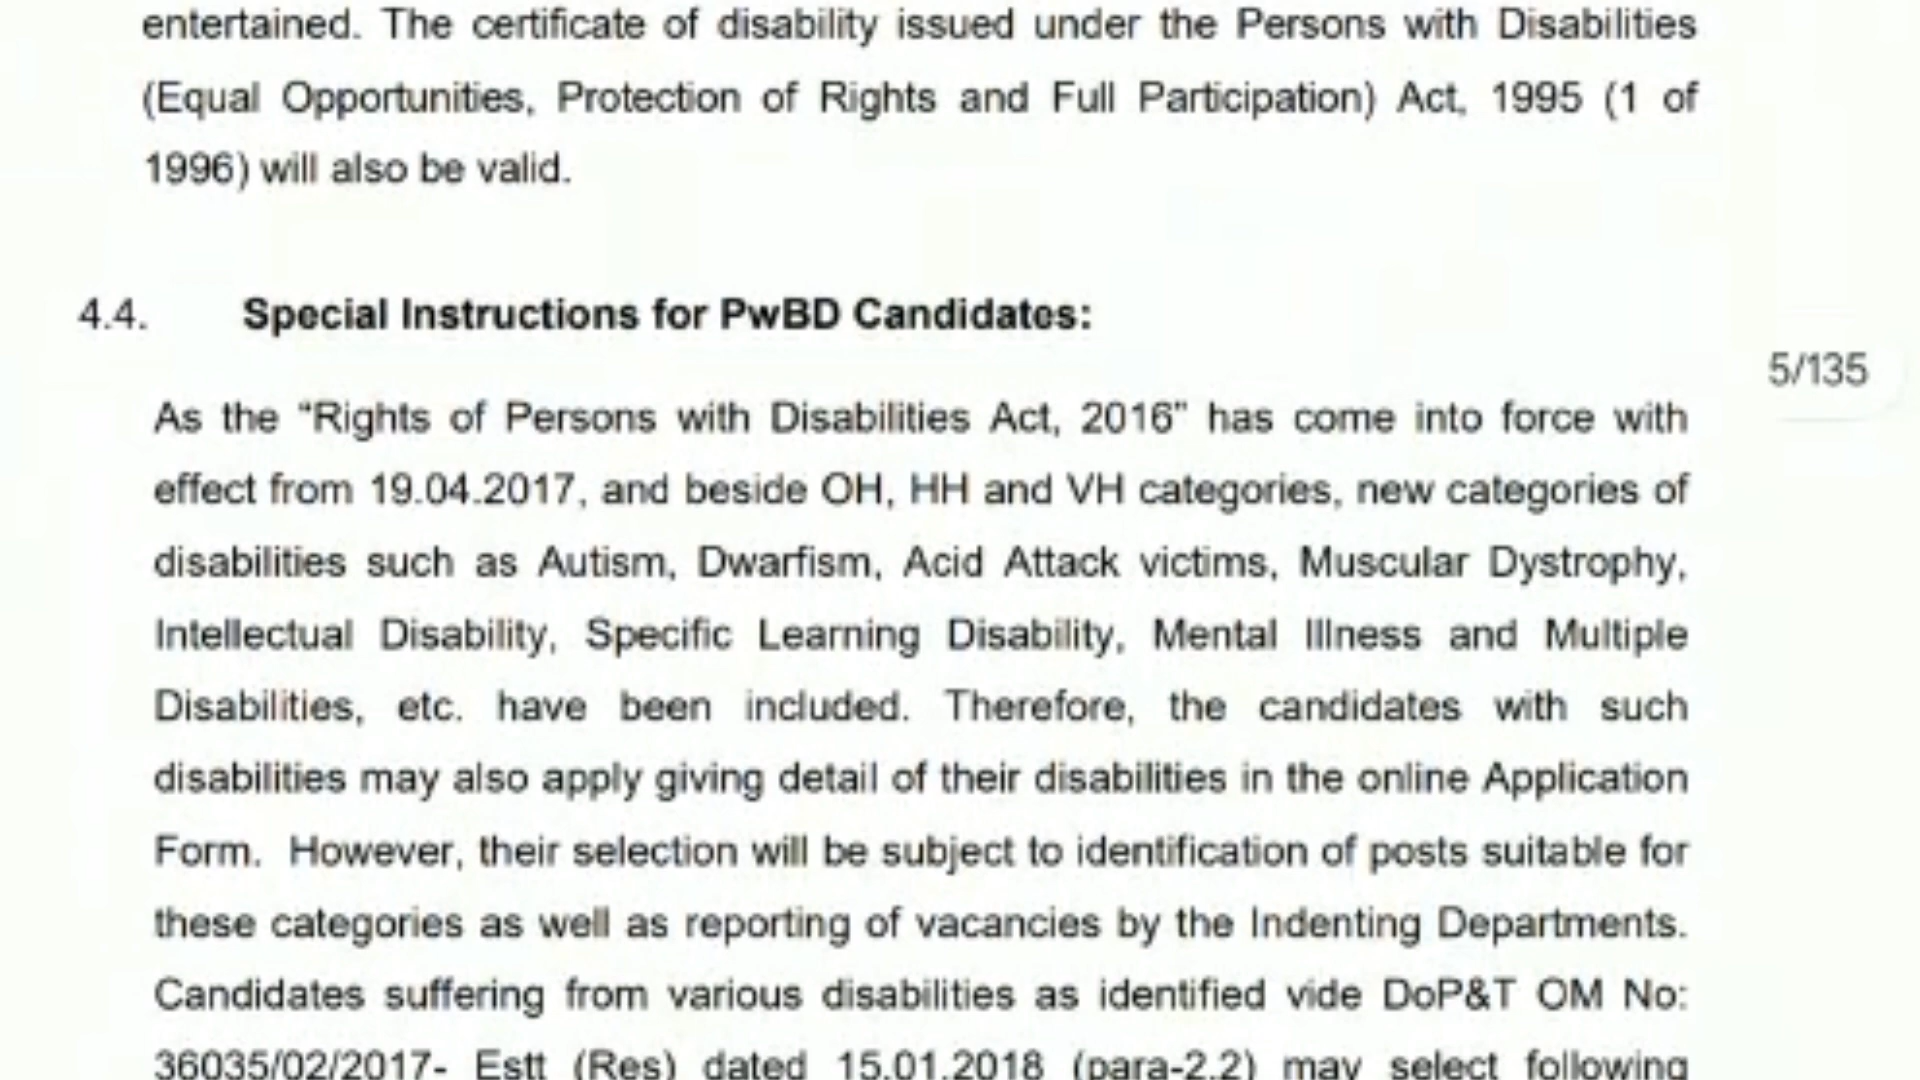 entertained. The certificate of disability issued under the Persons with Disabilities
(Equal Opportunities, Protection of Rights and Full Participation) Act, 1995 (1 of
1996) will also be valid.
4.4. Special Instructions for PwBD Candidates:
5/135
As the “Rights of Persons with Disabilities Act, 2016” has come into force with
effect from 19.04.2017, and beside OH, HH and VH categories, new categories of
disabilities such as Autism, Dwarfism, Acid Attack victims, Muscular Dystrophy,
Intellectual Disability, Specific Learning Disability, Mental Illness and Multiple
Disabilities, etc. have been included. Therefore, the candidates with such
disabilities may also apply giving detail of their disabilities in the online Application
Form. However, their selection will be subject to identification of posts suitable for
these categories as well as reporting of vacancies by the Indenting Departments.
Candidates suffering from various disabilities as identified vide DoP&T OM No:
36035/02/2017- Estt (Res) dated 15.01.2018 (para-2.2) may select following